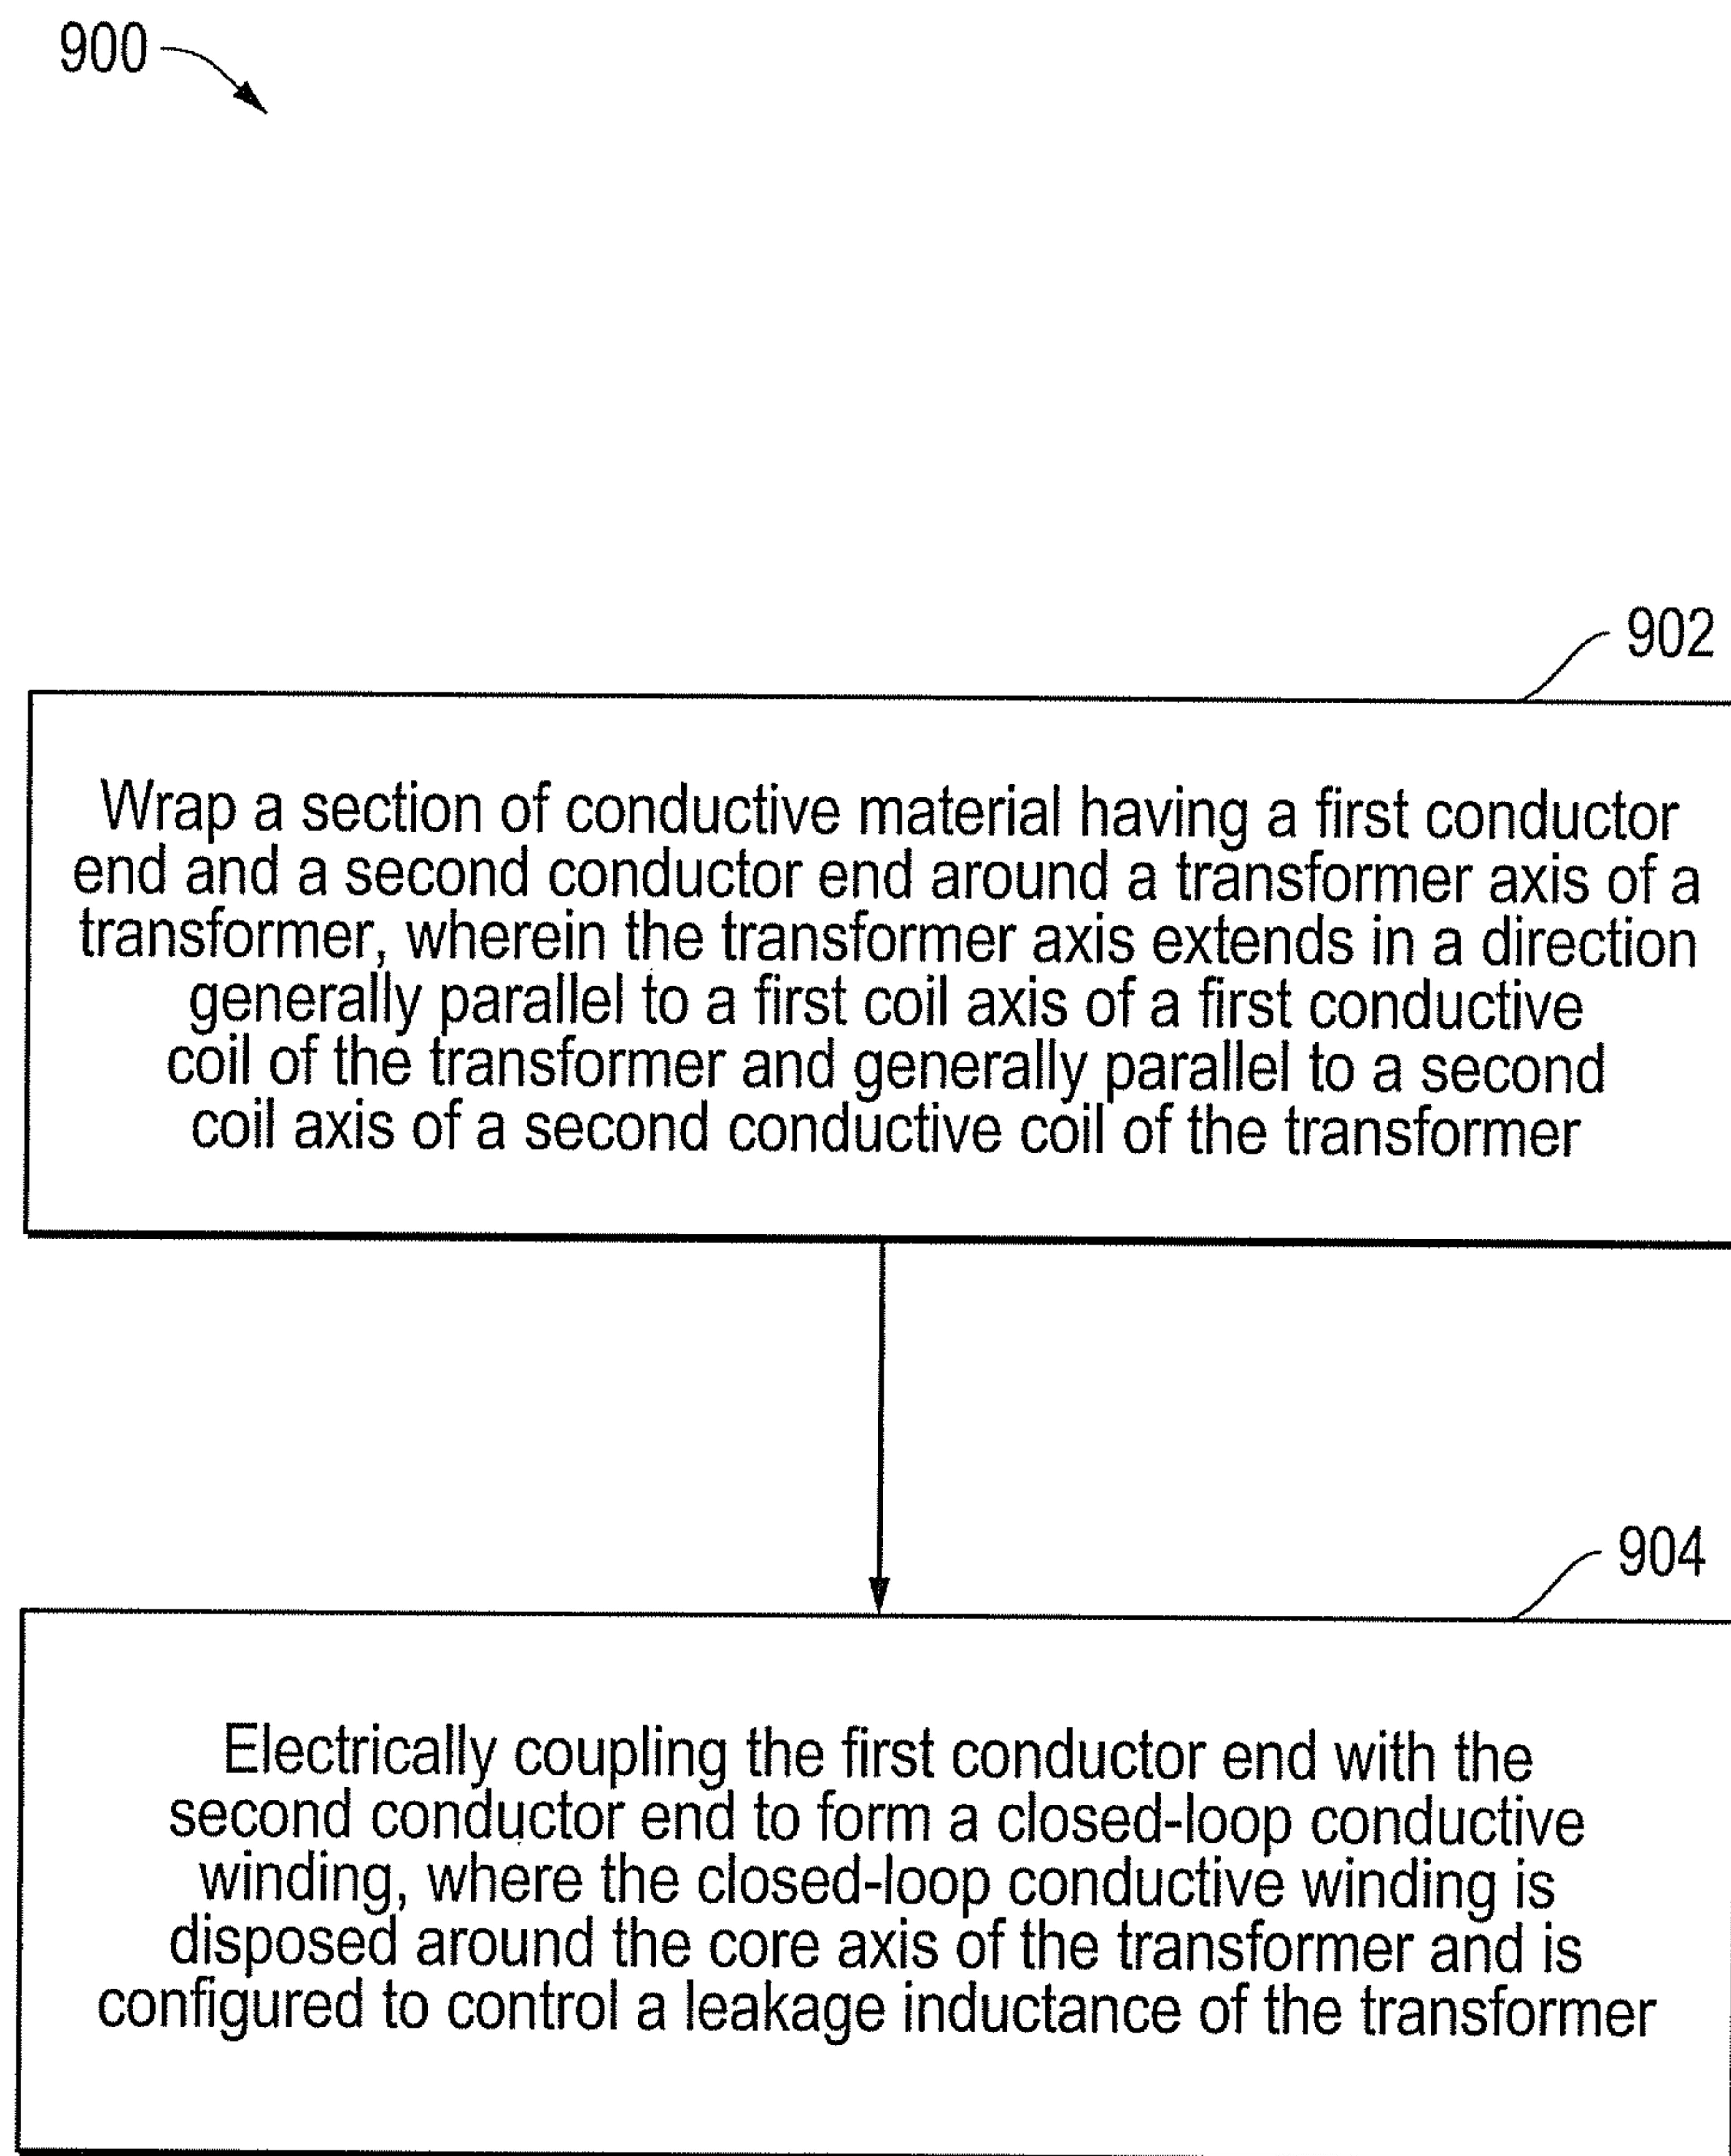 900
902
Wrap a section of conductive material having a first conductor
end and a second conductor end around a transformer axis of a
transformer, wherein the transformer axis extends in a direction
generally parallel to a first coil axis of a first conductive
coil of the transformer and generally parallel to a second
coil axis of a second conductive coil of the transformer
904
Electrically coupling the first conductor end with the
second conductor end to form a closed-loop conductive
winding, where the closed-loop conductive winding is
disposed around the core axis of the transformer and is
configured to control a leakage inductance of the transformer